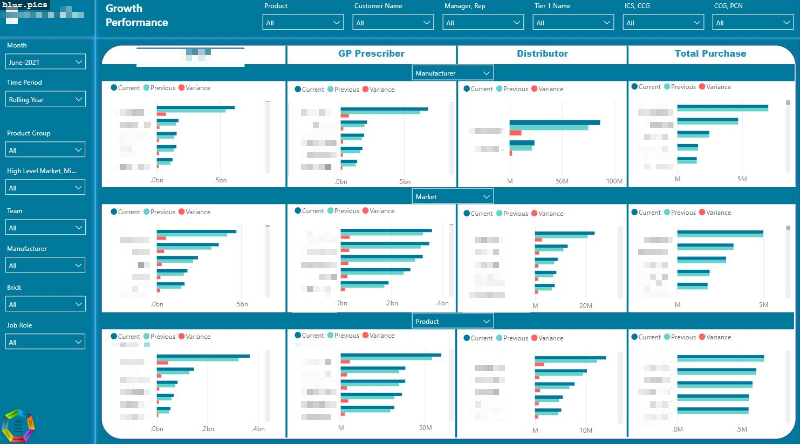 blur.pics
Growth
Performance
Product
All
Customer Name
All
Manager, Rep
All
Tier 1 Name
All
ICS, CCG
All
CCG, PCN
All
Month
June-2021
Time Period
Rolling Year
Product Group
All
High Level Market, Mi...
All
Team
All
Manufacturer
All
Brick
All
Job Role
All
GP Prescriber
Distributor
Total Purchase
Manufacturer
Current Previous Variance
.0bn .5bn
Current Previous Variance
.0bn .5bn
Current Previous Variance
M 50M 100M
Current Previous Variance
M 5M
Market
Current Previous Variance
.0bn .5bn
Current Previous Variance
.0bn .2bn .4bn
Current Previous Variance
M 20M
Current Previous Variance
M 5M
Product
Current Previous Variance
.0bn .2bn .4bn
Current Previous Variance
M 50M
Current Previous Variance
M 10M
Current Previous Variance
M 5M